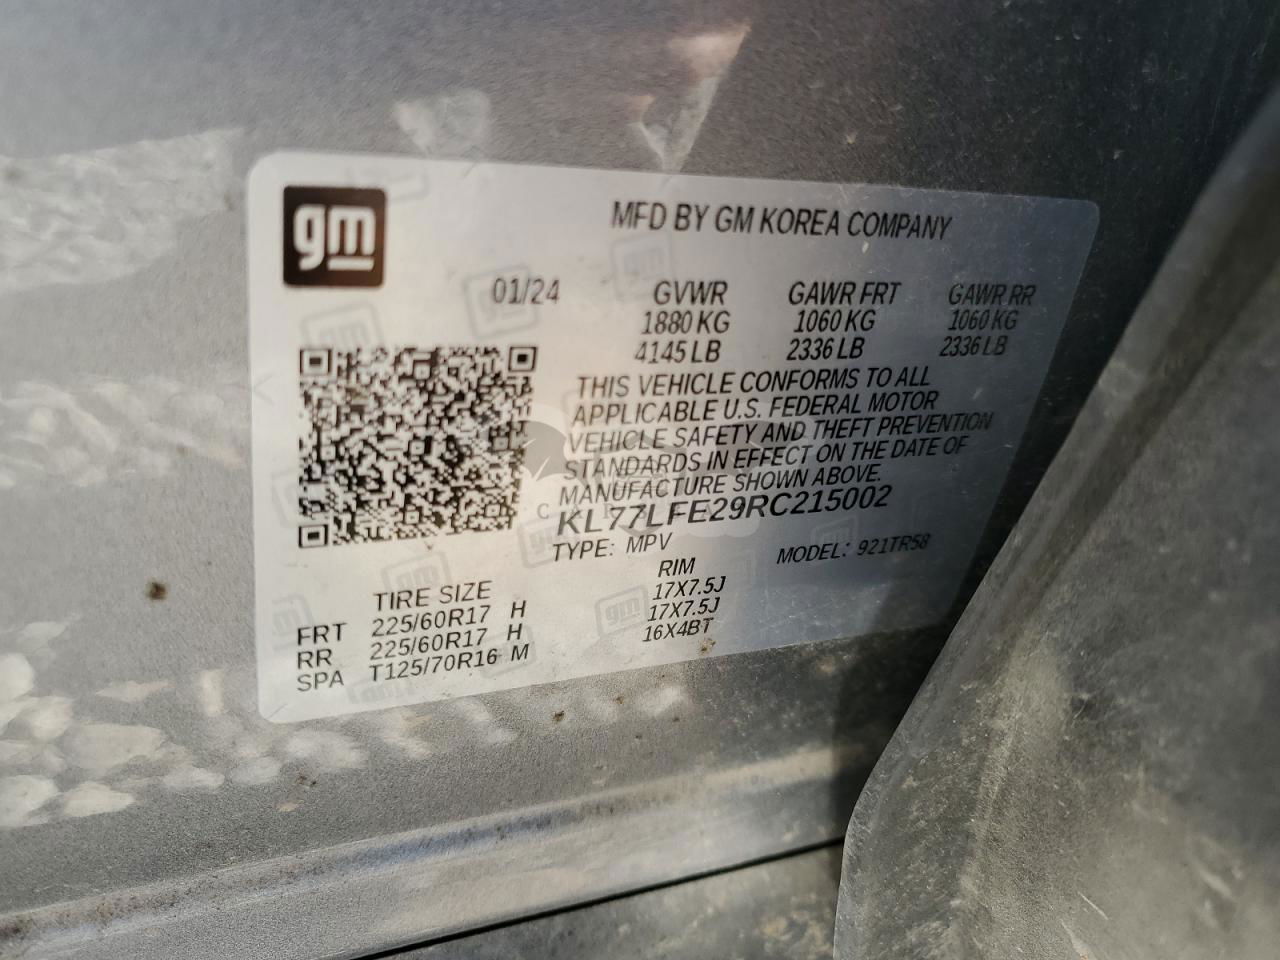 gm
MFD BY GM KOREA COMPANY
01/24 GVWR GAWR FRT GAWR RR
1880 KG 1060 KG 1060 KG
4145 LB 2336 LB 2336 LB
THIS VEHICLE CONFORMS TO ALL
APPLICABLE U.S. FEDERAL MOTOR
VEHICLE SAFETY AND THEFT PREVENTION
STANDARDS IN EFFECT ON THE DATE OF
MANUFACTURE SHOWN ABOVE.
KL77LFE29RC215002
TYPE: MPV MODEL: 921TR58
TIRE SIZE RIM
FRT 225/60R17 H 17X7.5J
RR 225/60R17 H 17X7.5J
SPA T125/70R16 M 16X4BT